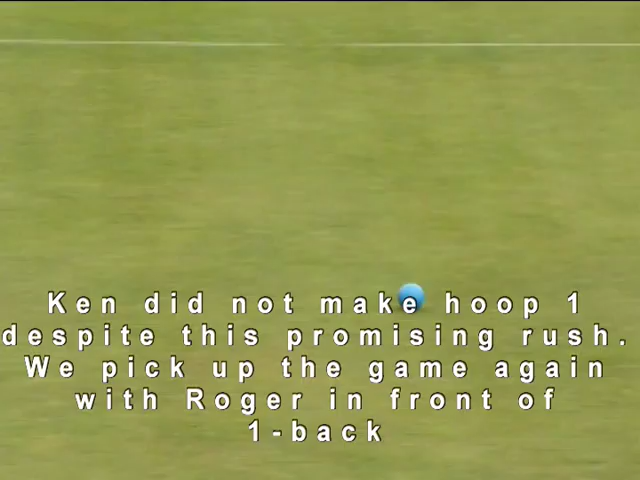 Ken did not make hoop 1
despite this promising rush.
We pick up the game again
with Roger in front of
1-back